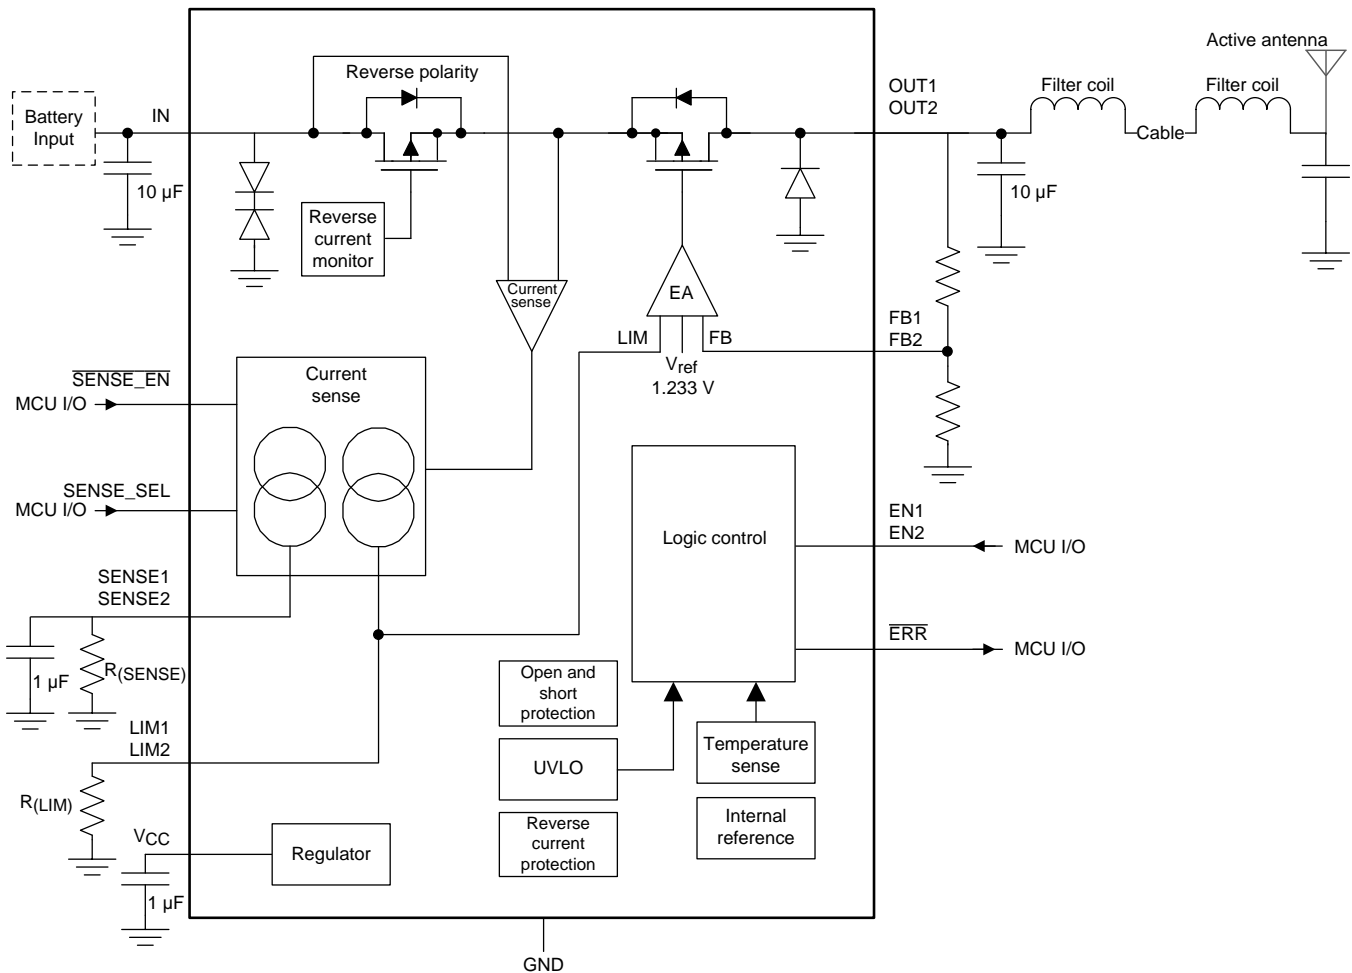 Active antenna
Reverse polarity
OUT1
OUT2
Filter coil
Filter coil
Battery
Input
IN
Cable
10 µF
10 µF
Reverse
current
monitor
Current
sense
EA
LIM
FB
FB1
FB2
Vref
1.233 V
SENSE_EN
MCU I/O
Current
sense
SENSE_SEL
MCU I/O
EN1
EN2
MCU I/O
Logic control
SENSE1
SENSE2
ERR
MCU I/O
1 µF
R(SENSE)
Open and
short
protection
LIM1
LIM2
UVLO
Temperature
sense
R(LIM)
VCC
Regulator
Reverse
current
protection
Internal
reference
1 µF
GND